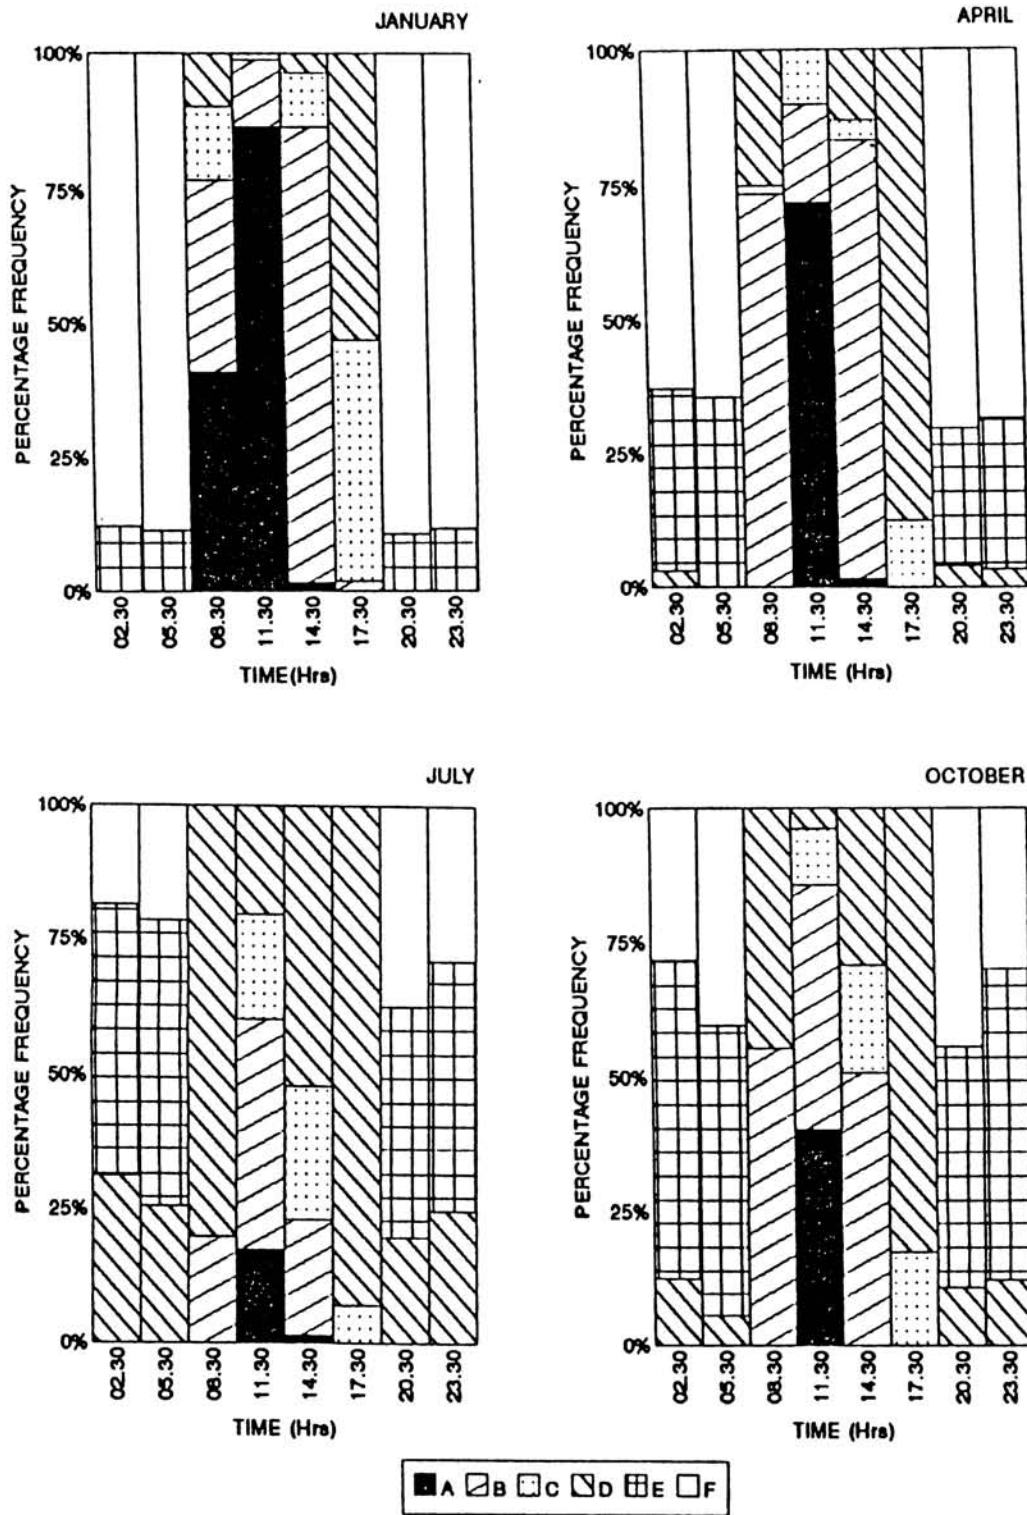 JANUARY
PERCENTAGE FREQUENCY
100%
75%
50%
25%
0%
02.30 05.30 08.30 11.30 14.30 17.30 20.30 23.30
TIME(Hrs)
APRIL
PERCENTAGE FREQUENCY
100%
75%
50%
25%
0%
02.30 05.30 08.30 11.30 14.30 17.30 20.30 23.30
TIME (Hrs)
JULY
PERCENTAGE FREQUENCY
100%
75%
50%
25%
0%
02.30 05.30 08.30 11.30 14.30 17.30 20.30 23.30
TIME (Hrs)
OCTOBER
PERCENTAGE FREQUENCY
100%
75%
50%
25%
0%
02.30 05.30 08.30 11.30 14.30 17.30 20.30 23.30
TIME (Hrs)
A B C D E F